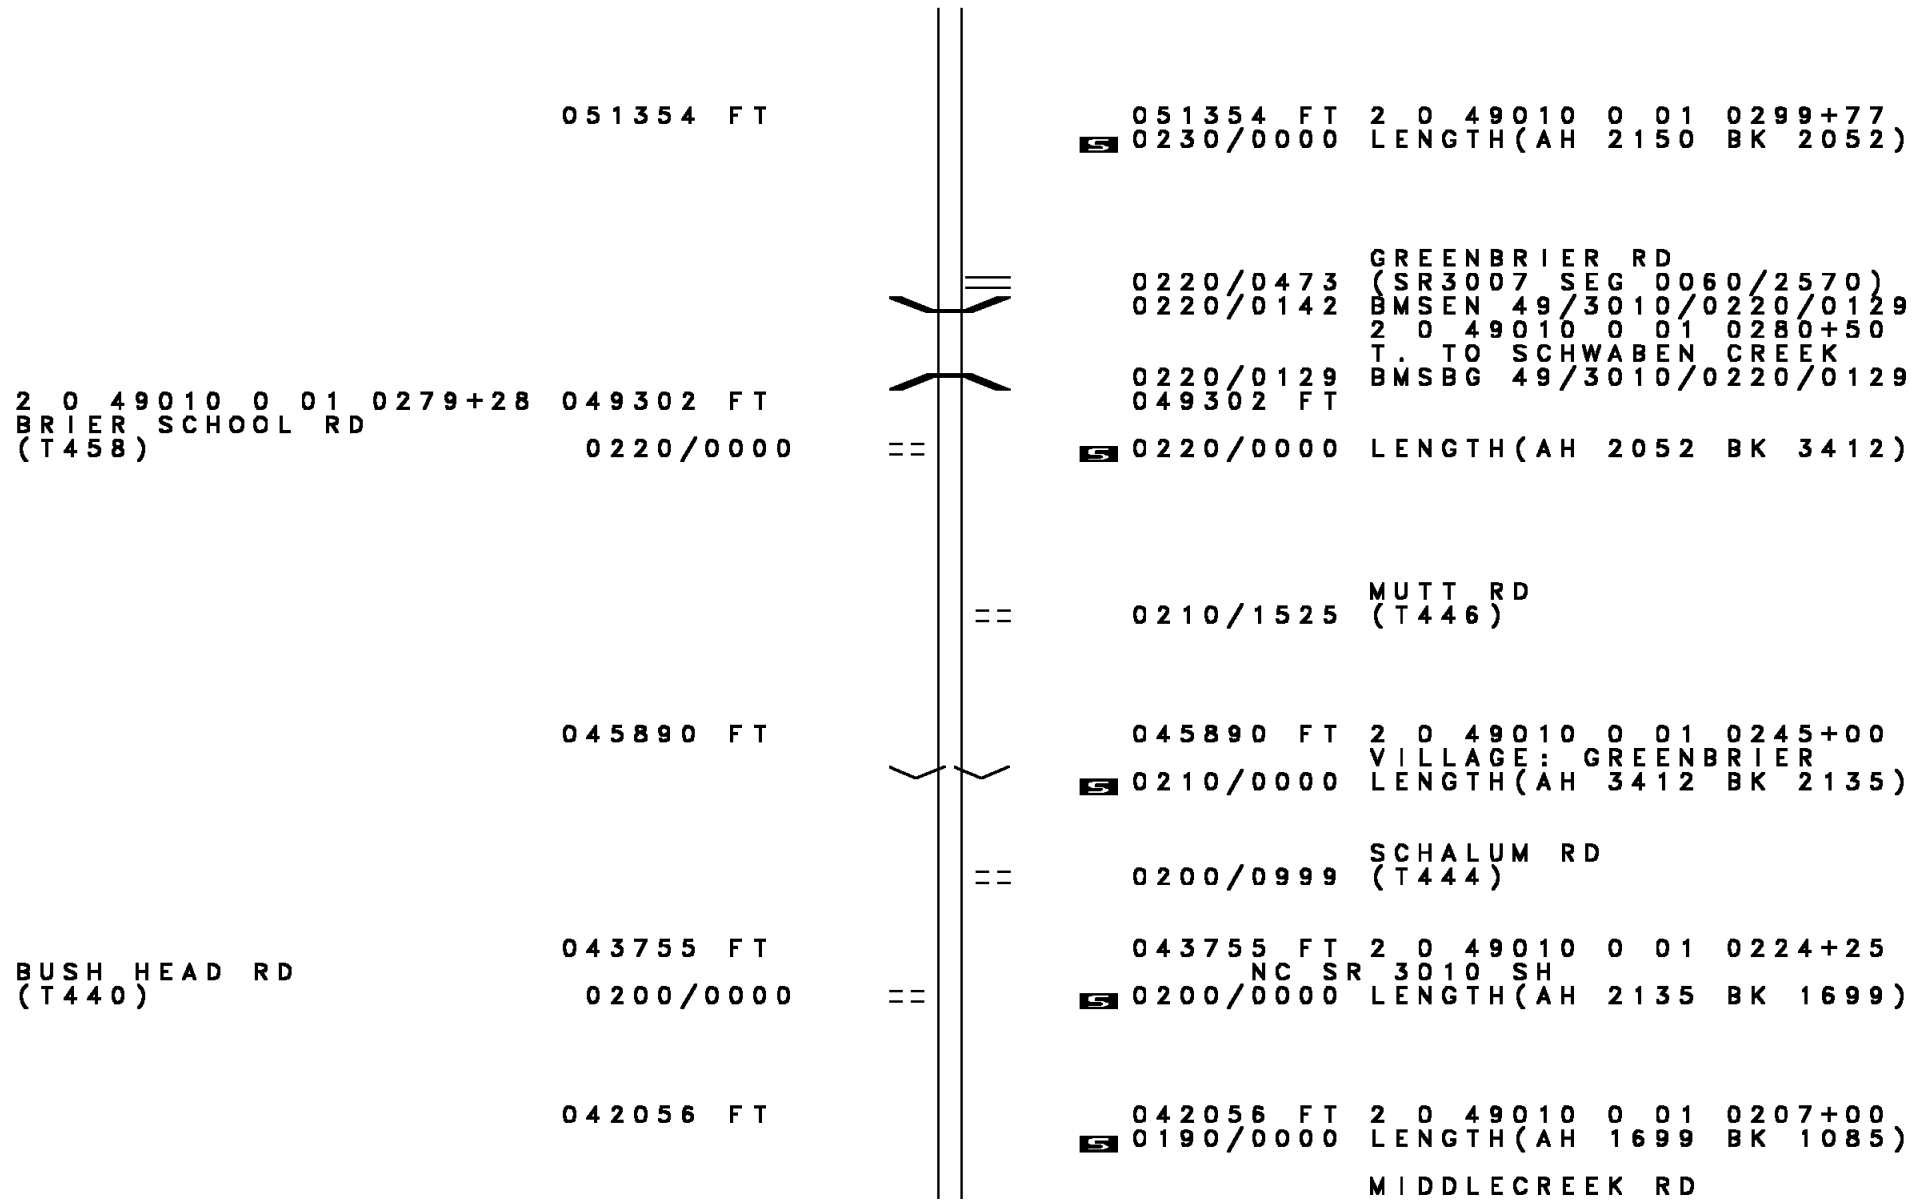 051354 FT 051354 FT 2 0 49010 0 01 0299+77
S 0230/0000 LENGTH(AH 2150 BK 2052)
GREENBRIER RD
0220/0473 (SR3007 SEG 0060/2570)
0220/0142 BMSEN 49/3010/0220/0129
2 0 49010 0 01 0280+50
T. TO SCHWABEN CREEK
0220/0129 BMSBG 49/3010/0220/0129
2 0 49010 0 01 0279+28 049302 FT 049302 FT
BRIER SCHOOL RD
(T458) 0220/0000 S 0220/0000 LENGTH(AH 2052 BK 3412)
MUTT RD
0210/1525 (T446)
045890 FT 045890 FT 2 0 49010 0 01 0245+00
VILLAGE: GREENBRIER
S 0210/0000 LENGTH(AH 3412 BK 2135)
SCHALUM RD
0200/0999 (T444)
043755 FT 043755 FT 2 0 49010 0 01 0224+25
BUSH HEAD RD NC SR 3010 SH
(T440) 0200/0000 S 0200/0000 LENGTH(AH 2135 BK 1699)
042056 FT 042056 FT 2 0 49010 0 01 0207+00
S 0190/0000 LENGTH(AH 1699 BK 1085)
MIDDLECREEK RD